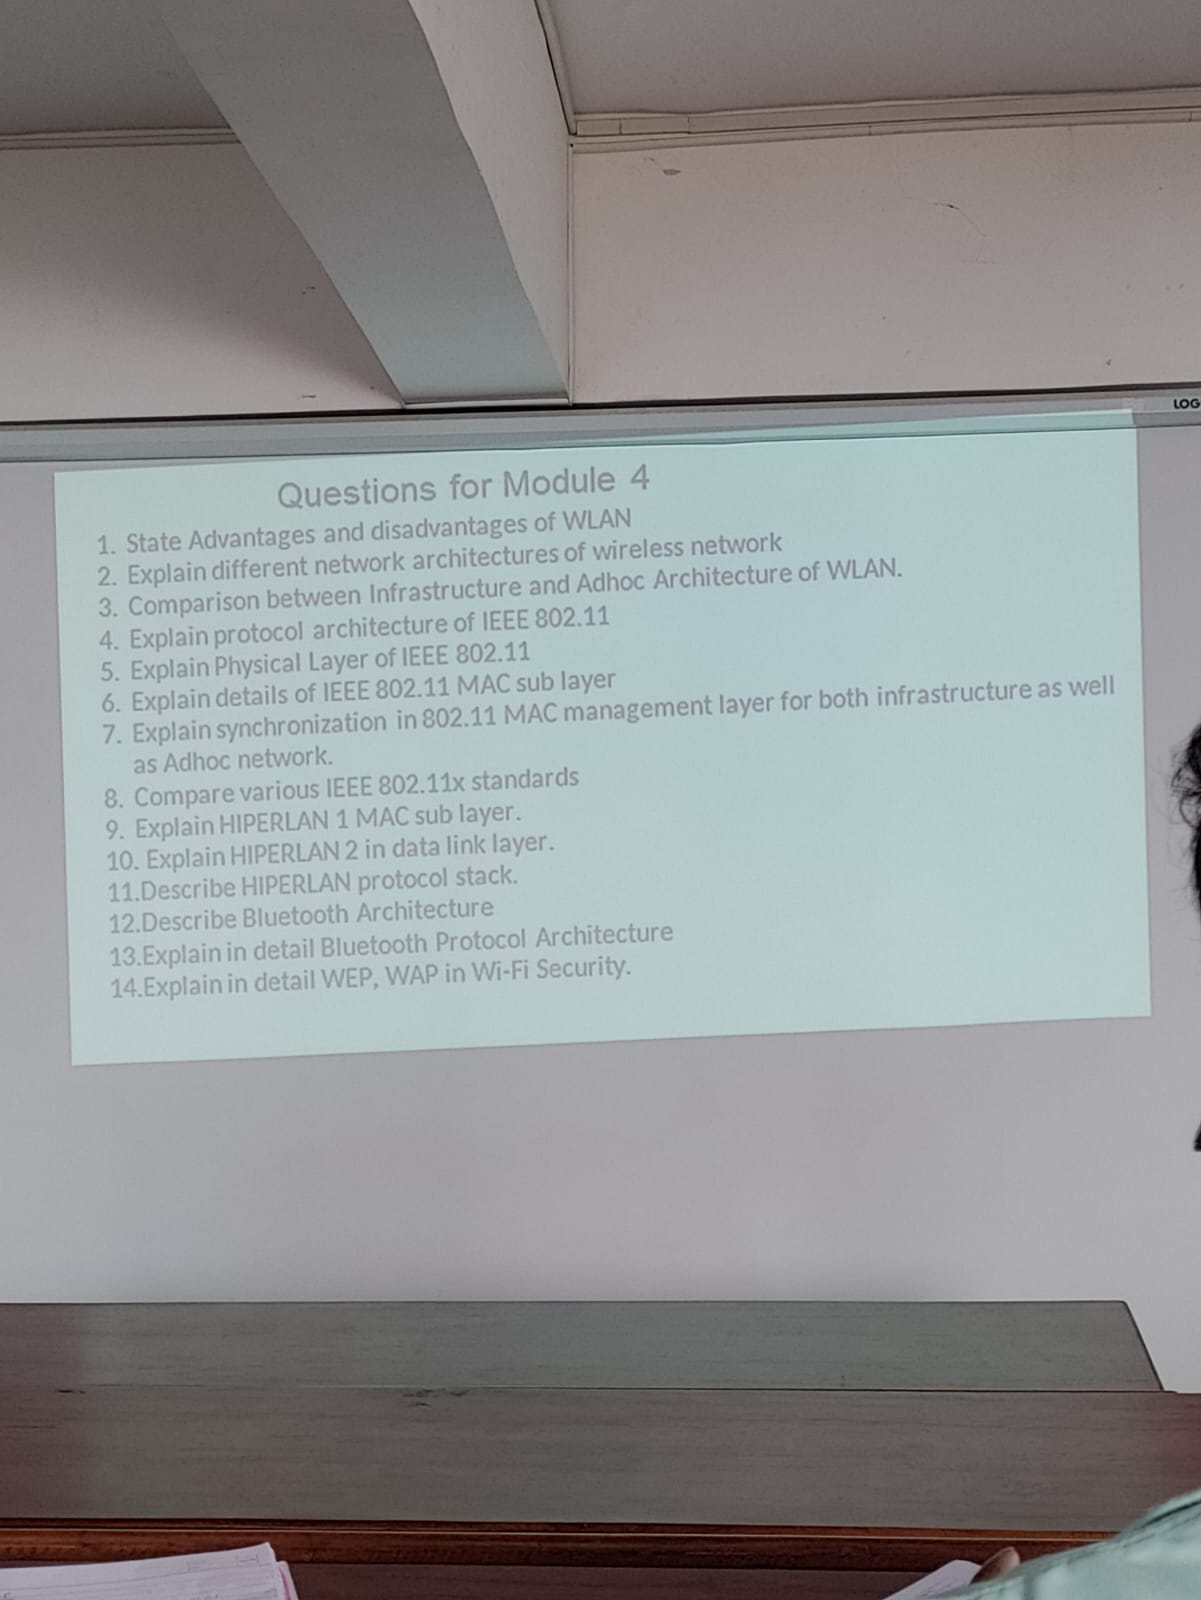 LOG
Questions for Module 4
1. State Advantages and disadvantages of WLAN
2. Explain different network architectures of wireless network
3. Comparison between Infrastructure and Adhoc Architecture of WLAN.
4. Explain protocol architecture of IEEE 802.11
5. Explain Physical Layer of IEEE 802.11
6. Explain details of IEEE 802.11 MAC sub layer
7. Explain synchronization in 802.11 MAC management layer for both infrastructure as well
as Adhoc network.
8. Compare various IEEE 802.11x standards
9. Explain HIPERLAN 1 MAC sub layer.
10. Explain HIPERLAN 2 in data link layer.
11.Describe HIPERLAN protocol stack.
12.Describe Bluetooth Architecture
13.Explain in detail Bluetooth Protocol Architecture
14.Explain in detail WEP, WAP in Wi-Fi Security.